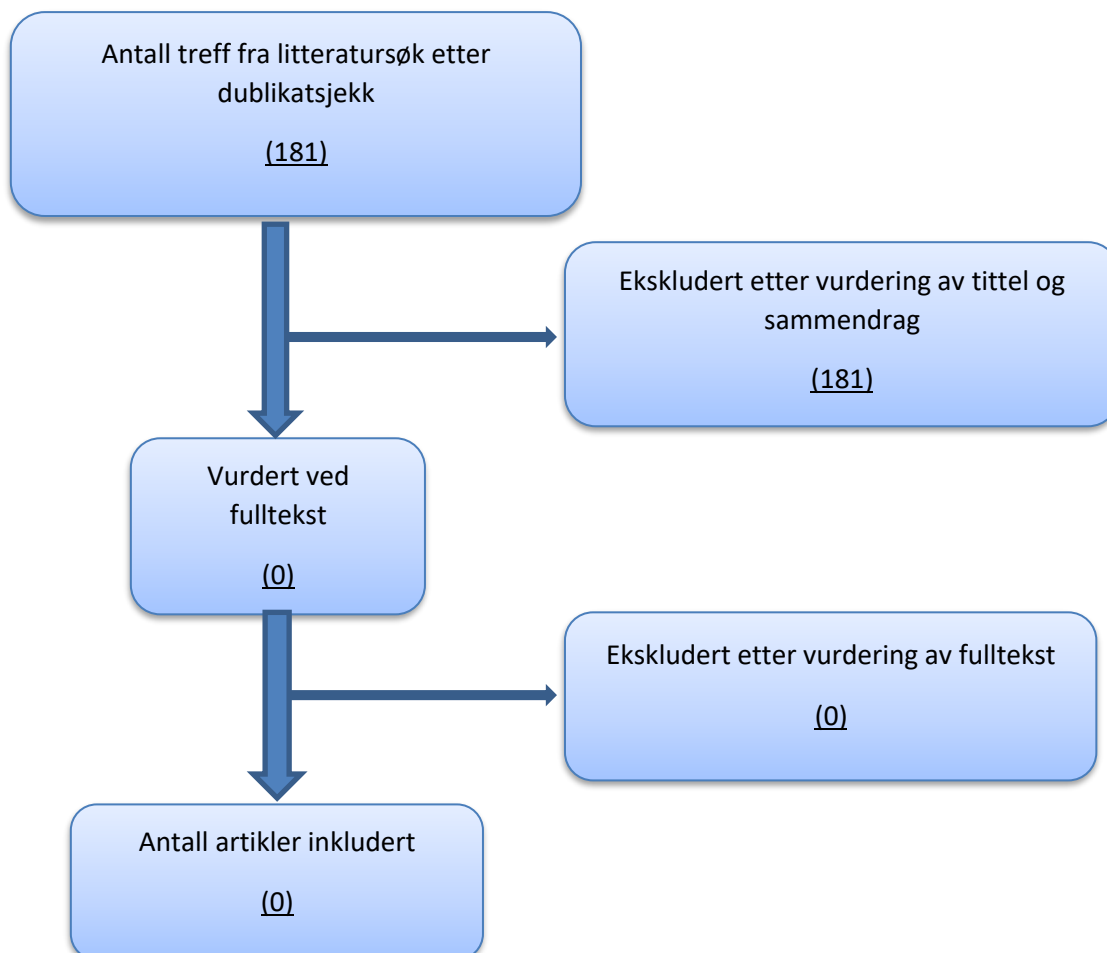 Antall treff fra litteratursøk etter
dublikatsjekk
(181)
Ekskludert etter vurdering av tittel og
sammendrag
(181)
Vurdert ved
fulltekst
(0)
Ekskludert etter vurdering av fulltekst
(0)
Antall artikler inkludert
(0)